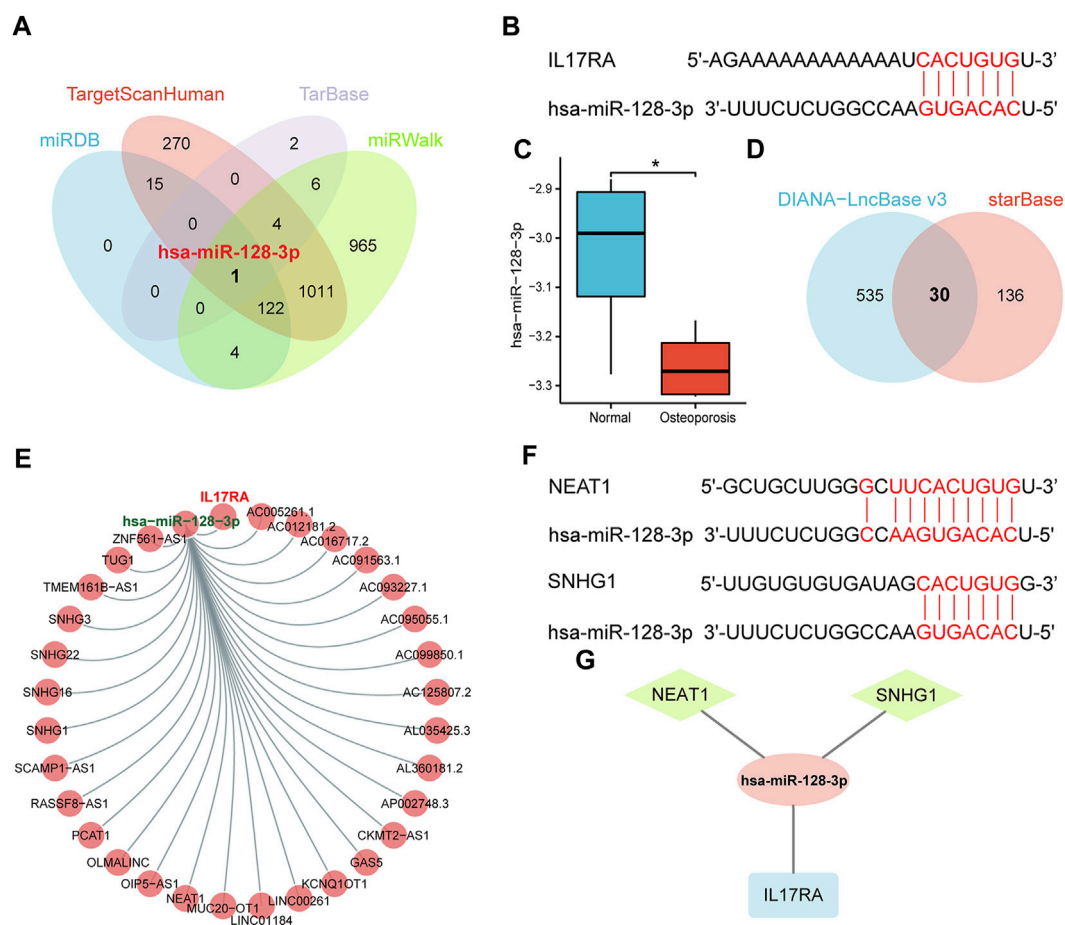 A
TargetScanHuman
TarBase
miRDB
miRWalk
270
2
15
0
6
0
4
0
965
hsa-miR-128-3p
1
0
0
122
1011
4
B
IL17RA 5'-AGAAAAAAAAAAAUCACUGUGU-3’
hsa-miR-128-3p 3'-UUUCUCUGGCCAAGUGACACU-5'
C
*
hsa−miR−128−3p
−2.9
−3.0
−3.1
−3.2
−3.3
Normal
Osteoporosis
D
DIANA−LncBase v3
starBase
535
30
136
E
IL17RA
hsa−miR−128−3p
AC005261.1
AC012181.2
AC016717.2
AC091563.1
AC093227.1
AC095055.1
AC099850.1
AC125807.2
AL035425.3
AL360181.2
AP002748.3
CKMT2−AS1
GAS5
KCNQ1OT1
LINC00261
LINC01184
MUC20−OT1
NEAT1
OIP5−AS1
OLMALINC
PCAT1
RASSF8−AS1
SCAMP1−AS1
SNHG1
SNHG16
SNHG22
SNHG3
TMEM161B−AS1
TUG1
ZNF561−AS1
F
NEAT1 5'-GCUGCUUGGGCUUCACUGUGU-3’
hsa-miR-128-3p 3'-UUUCUCUGGCCAAGUGACACU-5'
SNHG1 5'-UUGUGUGUGAUAGCACUGUGG-3'
hsa-miR-128-3p 3'-UUUCUCUGGCCAAGUGACACU-5'
G
NEAT1
SNHG1
hsa-miR-128-3p
IL17RA